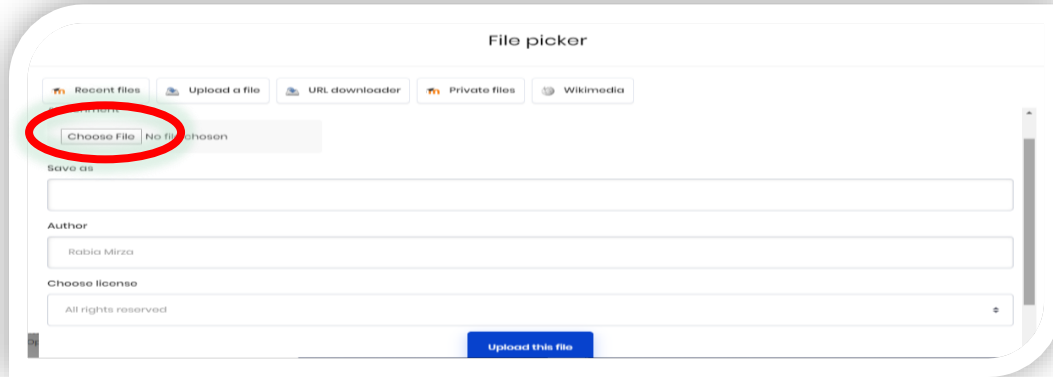 File picker
Recent files Upload a file URL downloader Private files Wikimedia
Choose File No file chosen
Save as
Author
Rabia Mirza
Choose license
All rights reserved
Upload this file